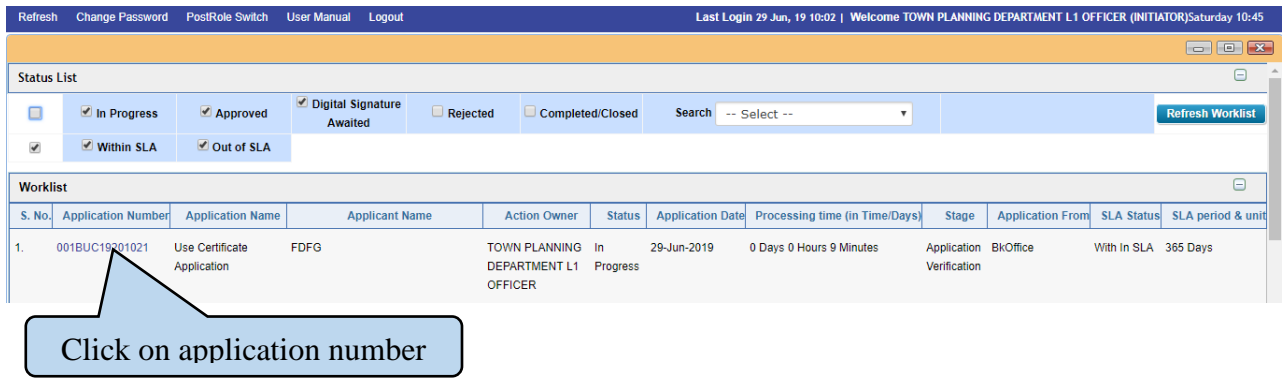 Refresh Change Password PostRole Switch User Manual Logout Last Login 29 Jun, 19 10:02 | Welcome TOWN PLANNING DEPARTMENT L1 OFFICER (INITIATOR)Saturday 10:45
Status List
In Progress Approved Digital Signature Awaited Rejected Completed/Closed Search -- Select -- Refresh Worklist
Within SLA Out of SLA
Worklist
S. No. Application Number Application Name Applicant Name Action Owner Status Application Date Processing time (in Time/Days) Stage Application From SLA Status SLA period & unit
1. 001BUC19201021 Use Certificate FDFG TOWN PLANNING In 29-Jun-2019 0 Days 0 Hours 9 Minutes Application BkOffice With In SLA 365 Days
Application DEPARTMENT L1 Progress Verification
OFFICER
Click on application number